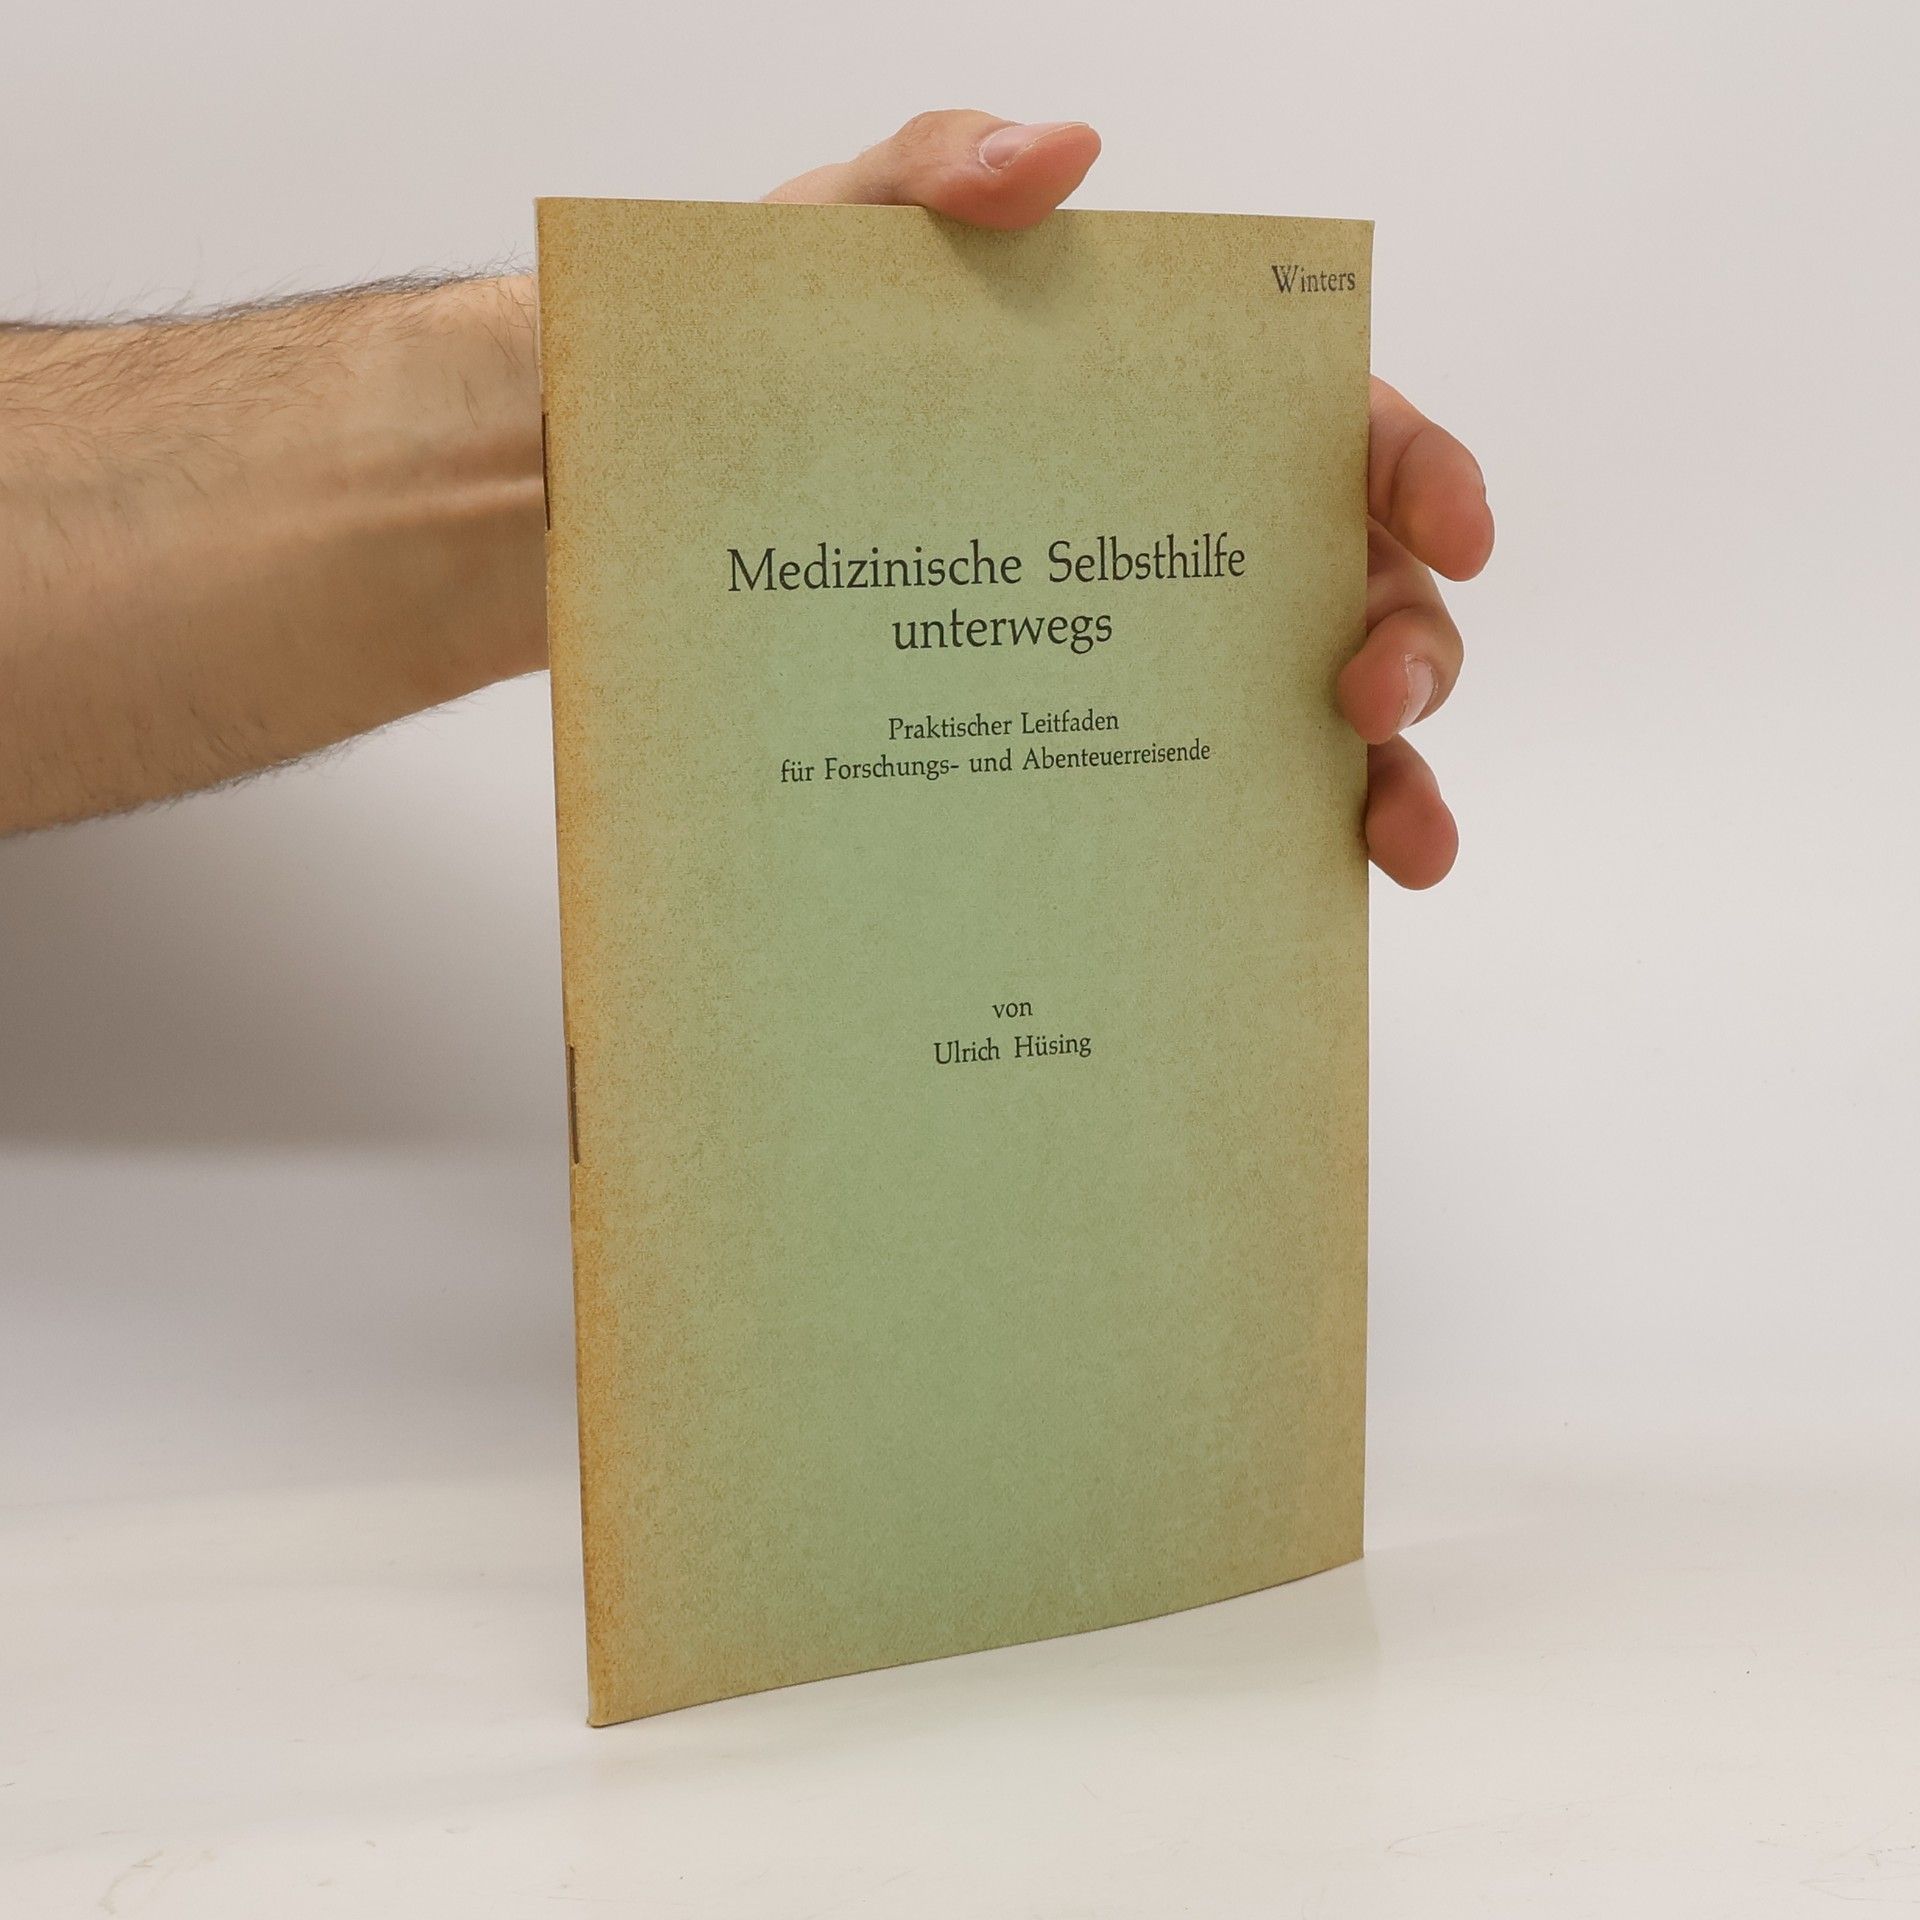 Winters
Medizinische Selbsthilfe
unterwegs
Praktischer Leitfaden
für Forschungs- und Abenteuerreisende
von
Ulrich Hüsing